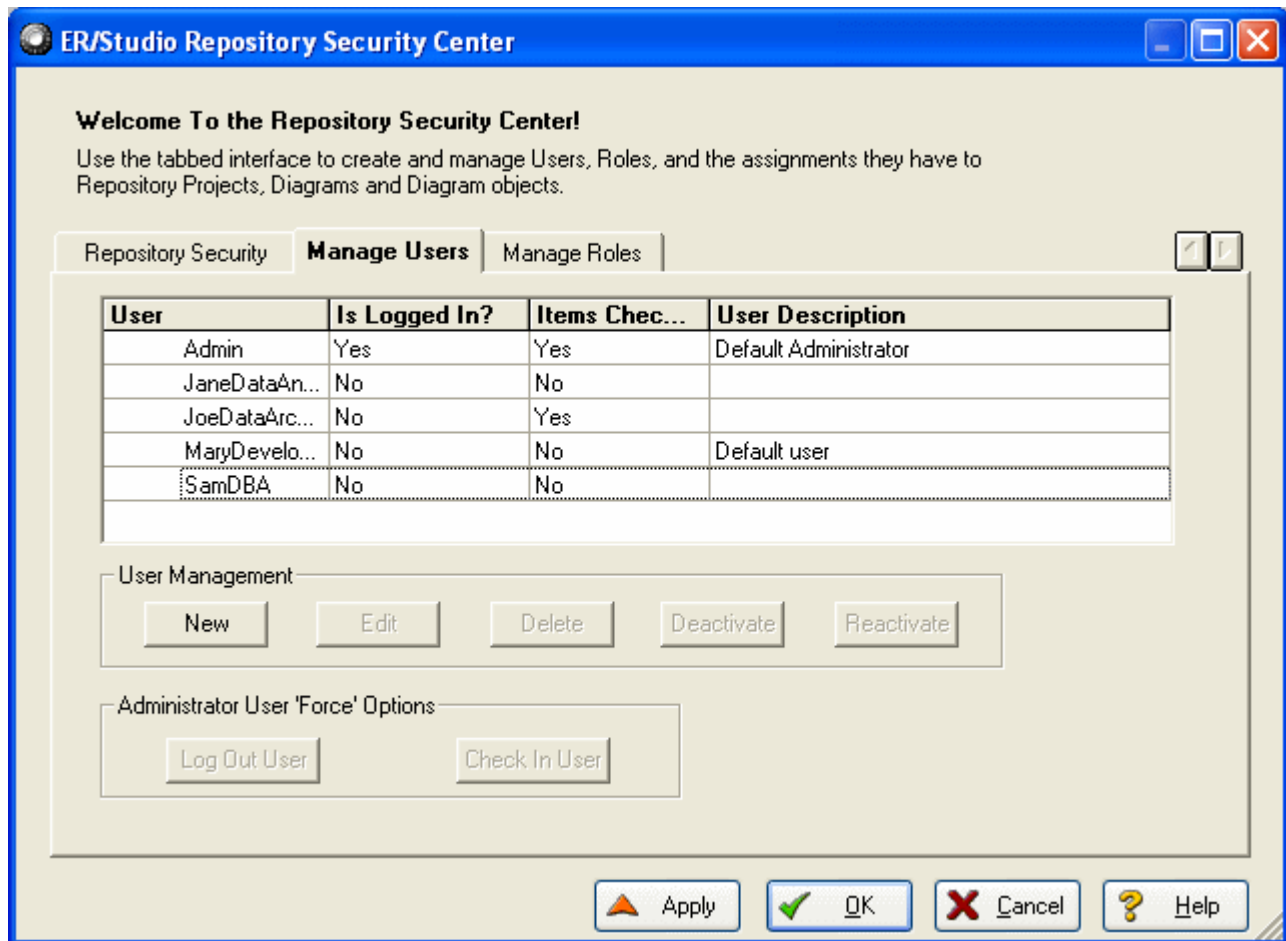 ER/Studio Repository Security Center
Welcome To the Repository Security Center!
Use the tabbed interface to create and manage Users, Roles, and the assignments they have to
Repository Projects, Diagrams and Diagram objects.
Repository Security Manage Users Manage Roles
User Is Logged In? Items Chec... User Description
Admin Yes Yes Default Administrator
JaneDataAn... No No
JoeDataArc... No Yes
MaryDevelo... No No Default user
SamDBA No No
User Management
New Edit Delete Deactivate Reactivate
Administrator User 'Force' Options
Log Out User Check In User
Apply OK Cancel Help